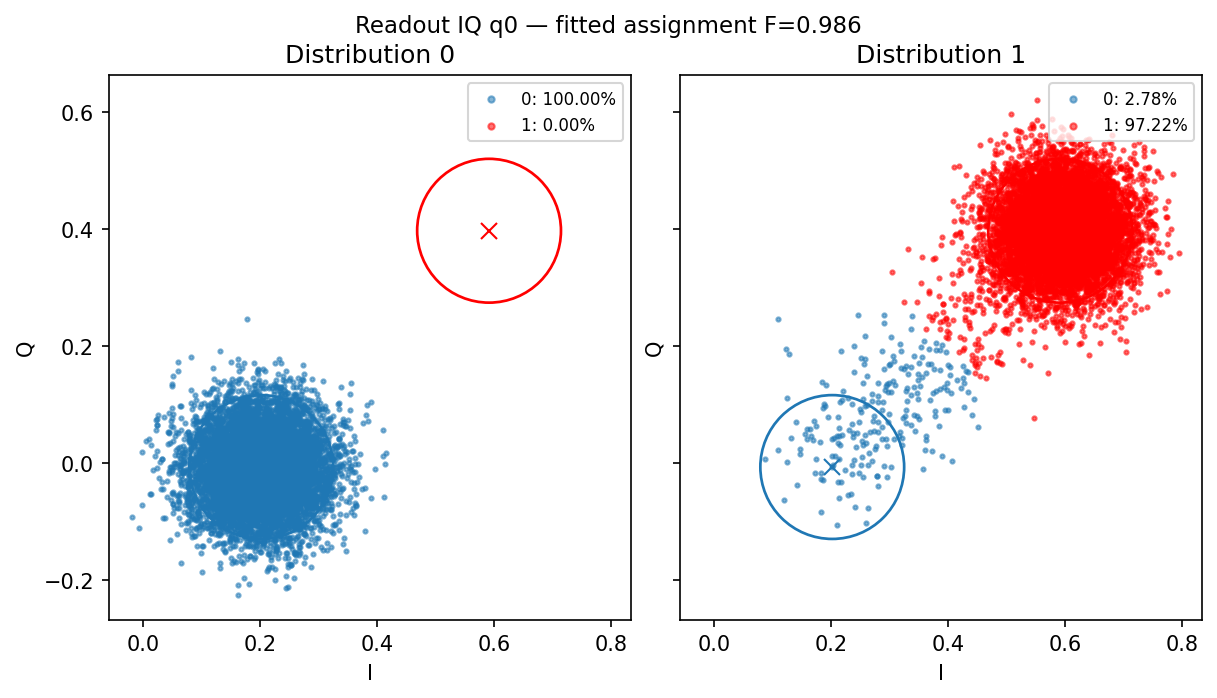 Readout IQ q0 — fitted assignment F=0.986
Distribution 0
0: 100.00%
1: 0.00%
Q
0.6
0.4
0.2
0.0
−0.2
0.0 0.2 0.4 0.6 0.8
I
Distribution 1
0: 2.78%
1: 97.22%
Q
0.0 0.2 0.4 0.6 0.8
I